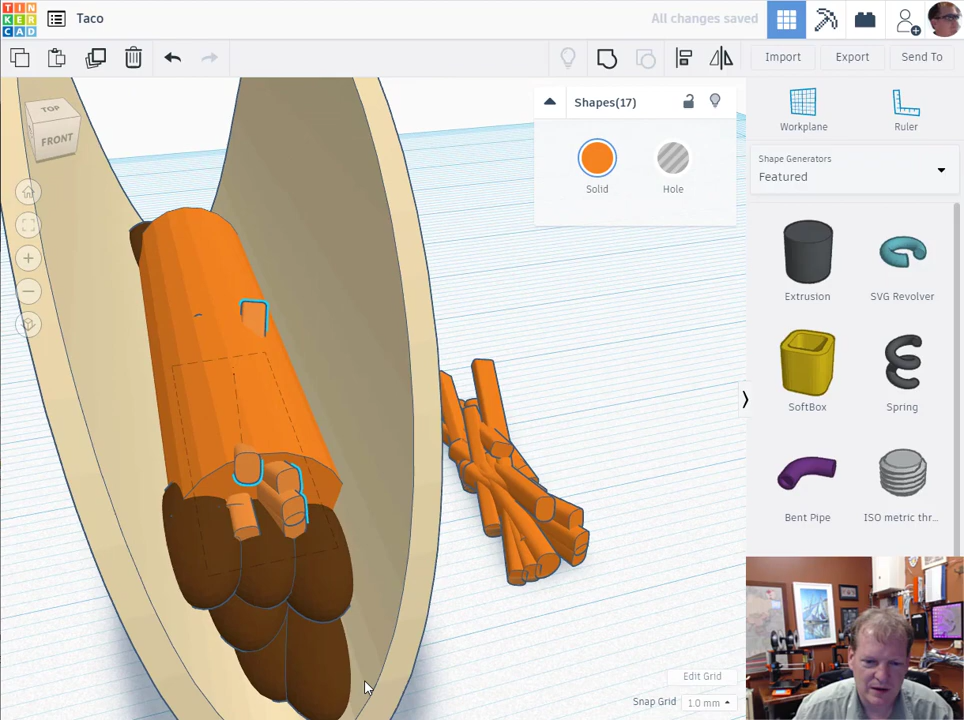 TIN
KER
CAD
Taco
All changes saved
Import
Export
Send To
TOP
FRONT
Shapes(17)
Solid
Hole
Workplane
Ruler
Shape Generators
Featured
Extrusion
SVG Revolver
SoftBox
Spring
Bent Pipe
ISO metric thr...
Edit Grid
Snap Grid
1.0 mm